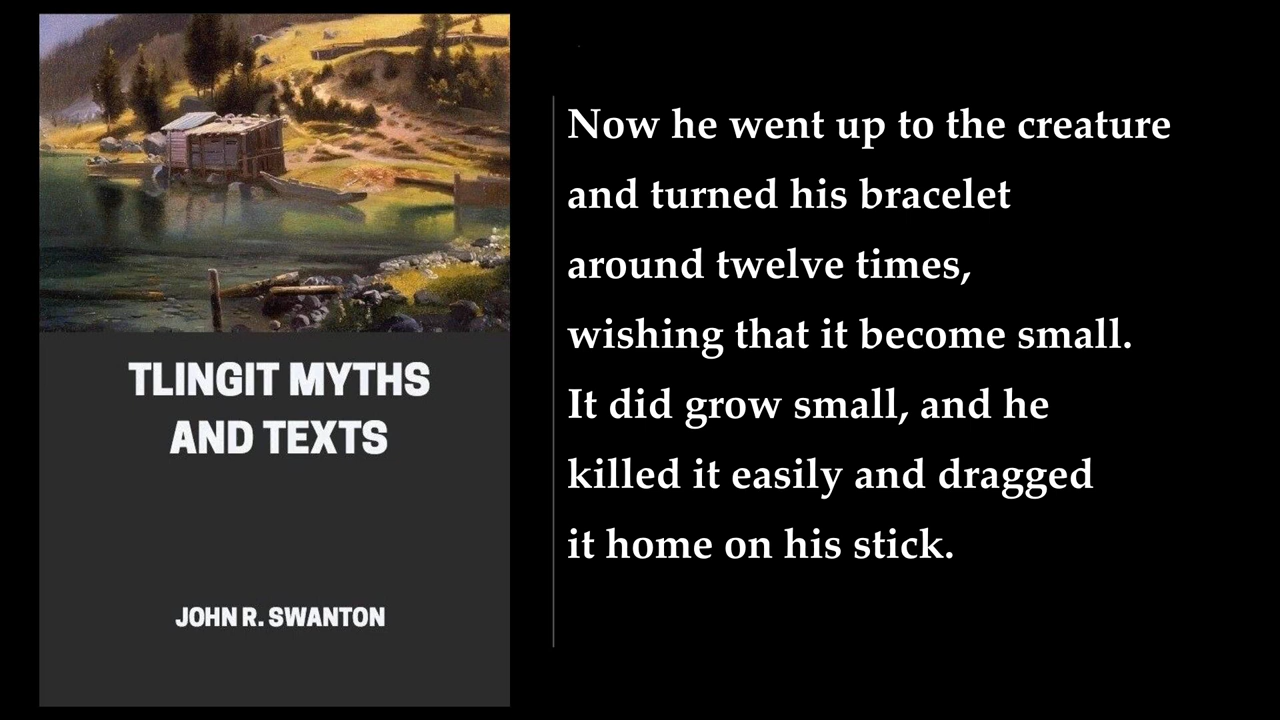 TLINGIT MYTHS
AND TEXTS
JOHN R. SWANTON
Now he went up to the creature
and turned his bracelet
around twelve times,
wishing that it become small.
It did grow small, and he
killed it easily and dragged
it home on his stick.